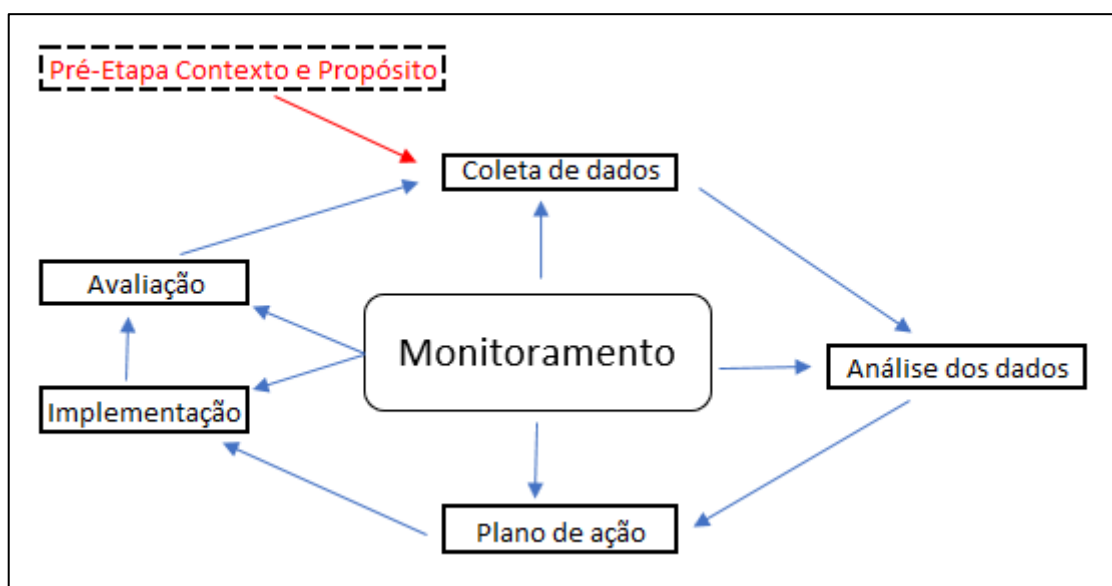 Pré-Etapa Contexto e Propósito
Coleta de dados
Avaliação
Monitoramento
Análise dos dados
Implementação
Plano de ação